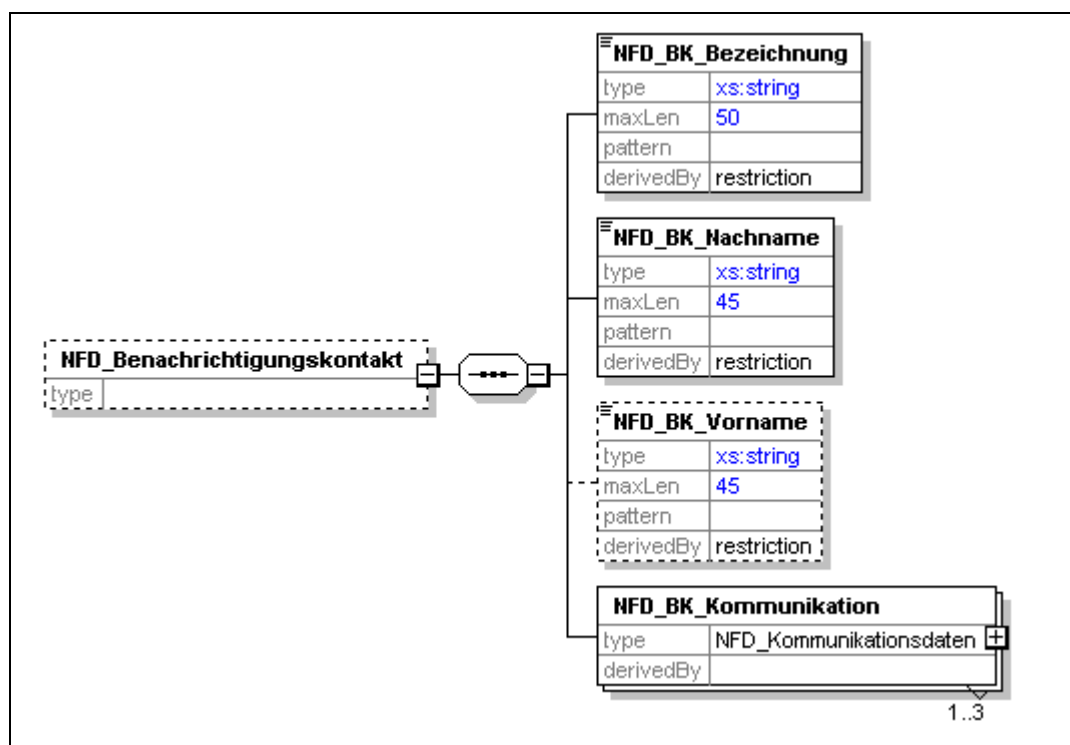 NFD_BK_Bezeichnung
type xs:string
maxLen 50
pattern
derivedBy restriction
NFD_BK_Nachname
type xs:string
maxLen 45
pattern
derivedBy restriction
NFD_Benachrichtigungskontakt
type
NFD_BK_Vorname
type xs:string
maxLen 45
pattern
derivedBy restriction
NFD_BK_Kommunikation
type NFD_Kommunikationsdaten
derivedBy
1..3